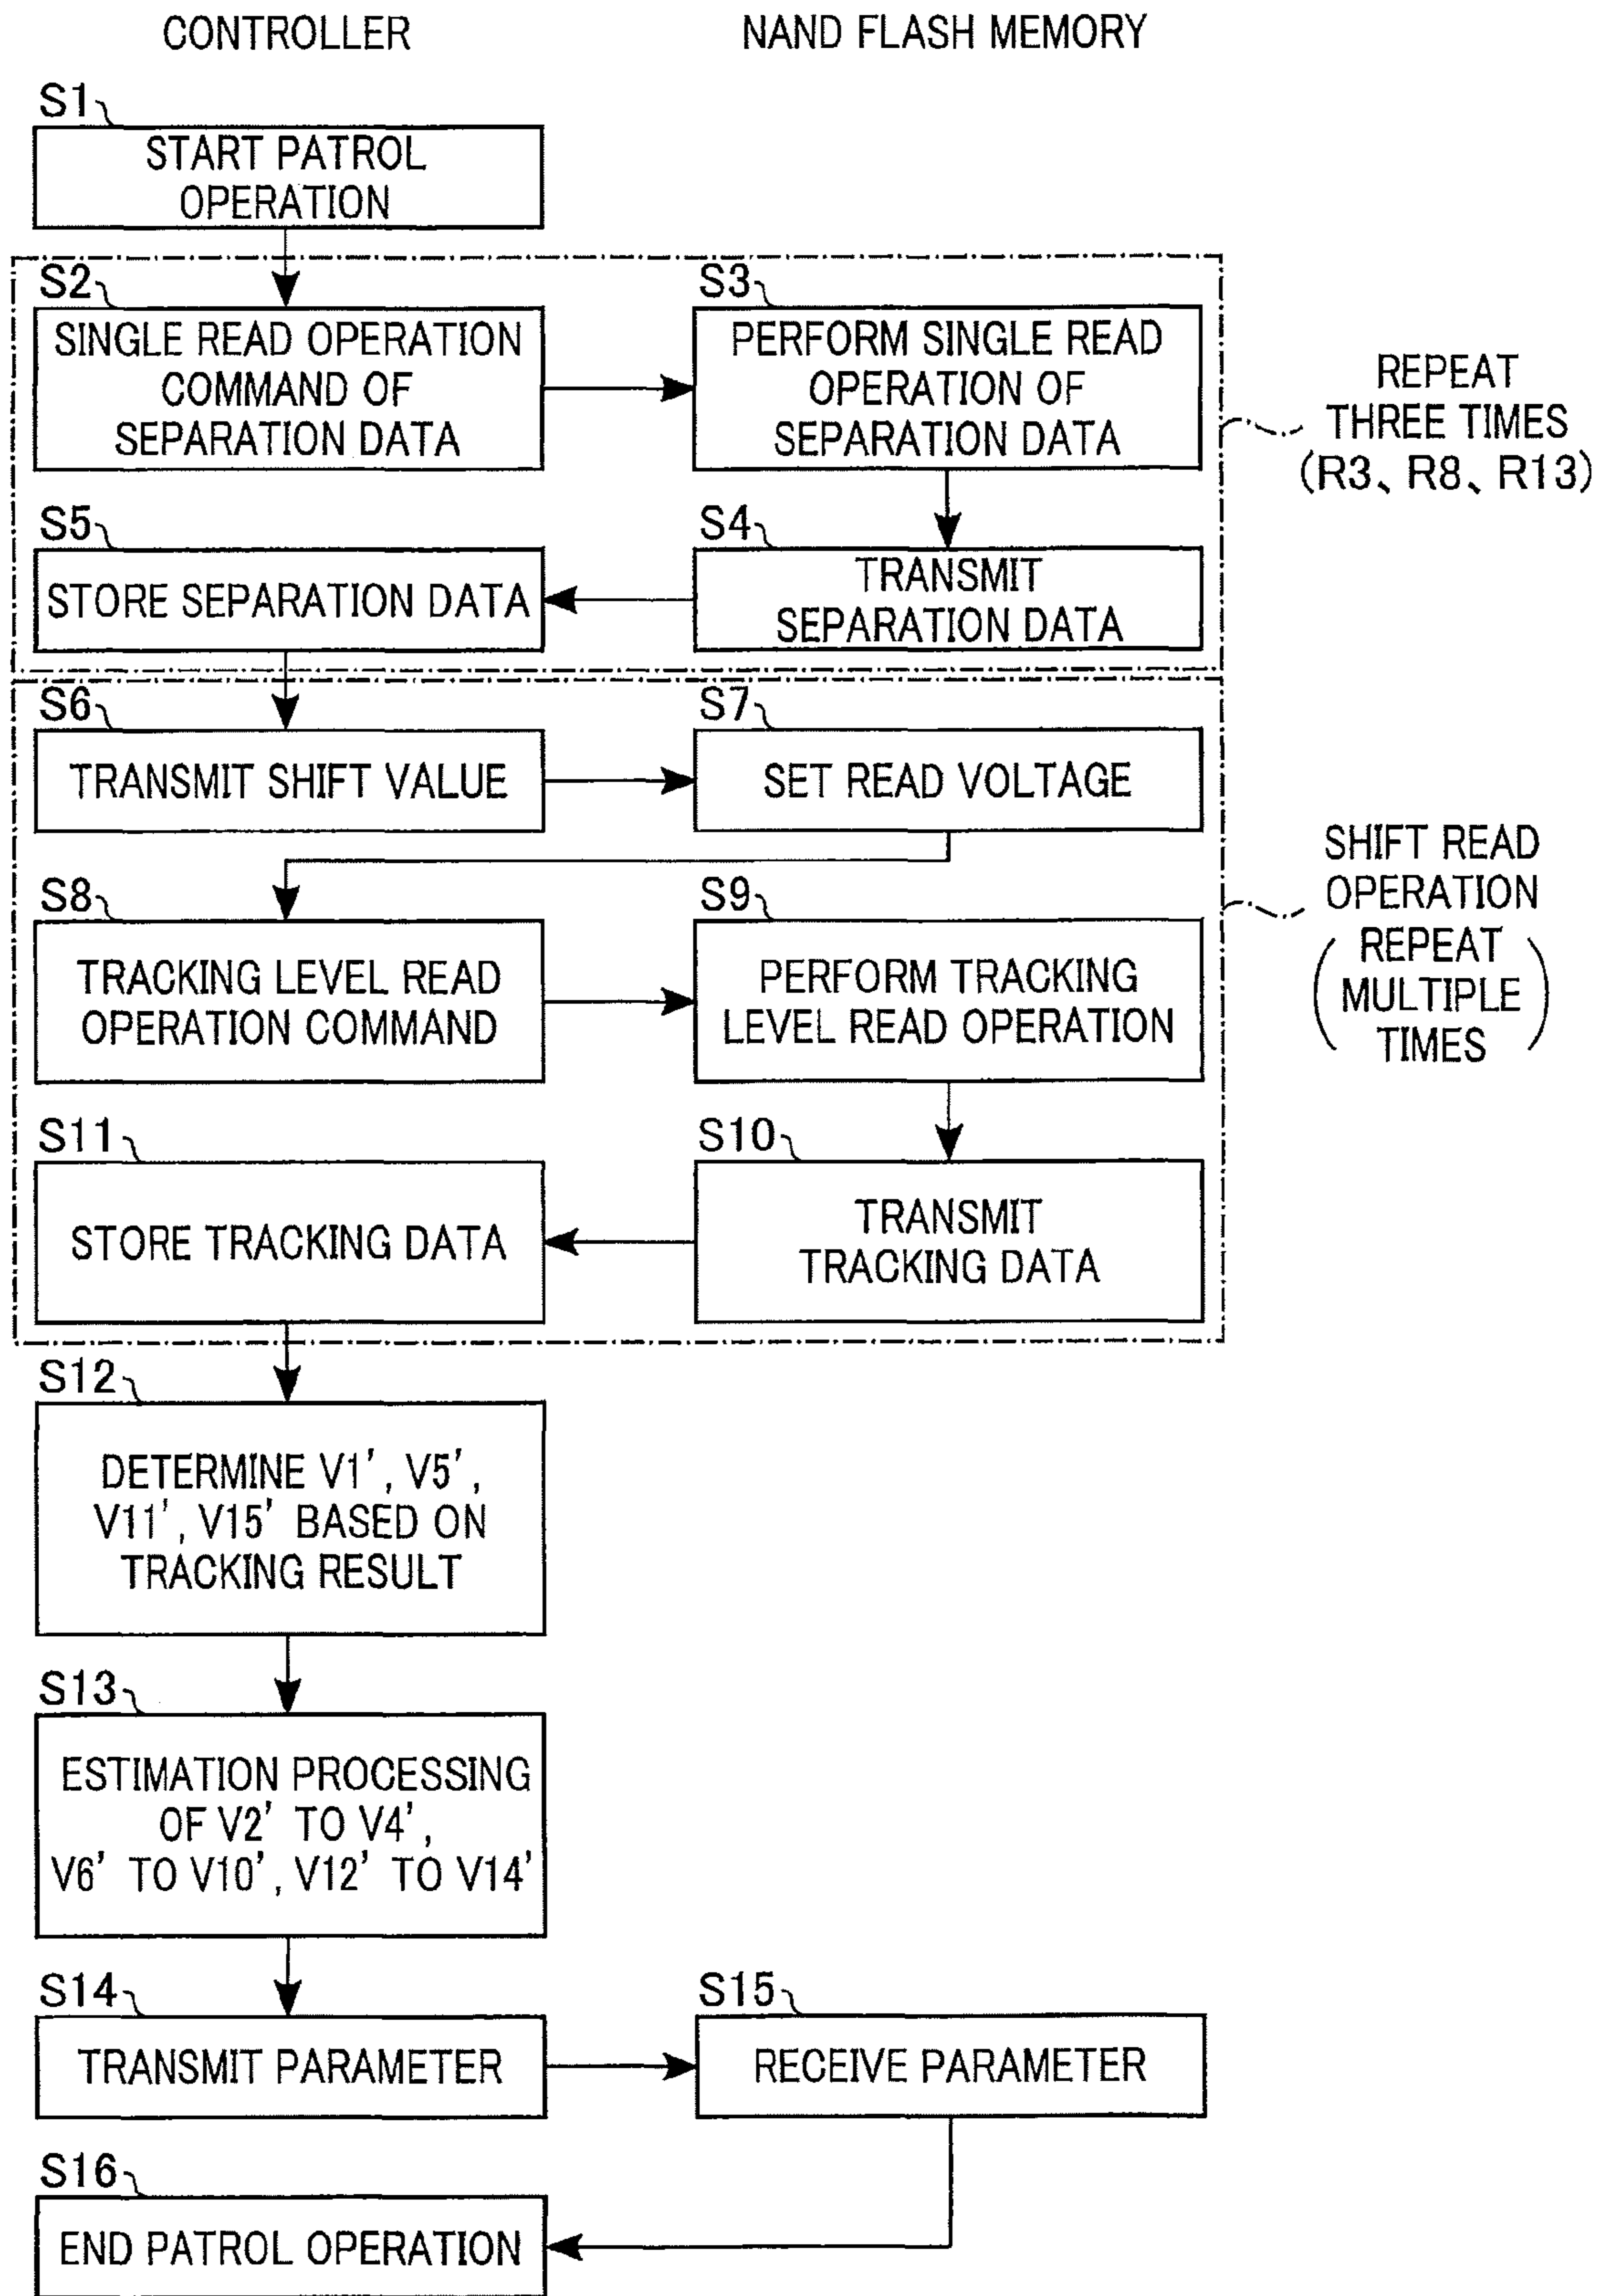 CONTROLLER
NAND FLASH MEMORY
S1
START PATROL
OPERATION
S2
SINGLE READ OPERATION
COMMAND OF
SEPARATION DATA
S3
PERFORM SINGLE READ
OPERATION OF
SEPARATION DATA
REPEAT
THREE TIMES
(R3、R8、R13)
S5
STORE SEPARATION DATA
S4
TRANSMIT
SEPARATION DATA
S6
TRANSMIT SHIFT VALUE
S7
SET READ VOLTAGE
S8
TRACKING LEVEL READ
OPERATION COMMAND
S9
PERFORM TRACKING
LEVEL READ OPERATION
SHIFT READ
OPERATION
(REPEAT
MULTIPLE
TIMES)
S11
STORE TRACKING DATA
S10
TRANSMIT
TRACKING DATA
S12
DETERMINE V1', V5',
V11', V15' BASED ON
TRACKING RESULT
S13
ESTIMATION PROCESSING
OF V2' TO V4',
V6' TO V10', V12' TO V14'
S14
TRANSMIT PARAMETER
S15
RECEIVE PARAMETER
S16
END PATROL OPERATION